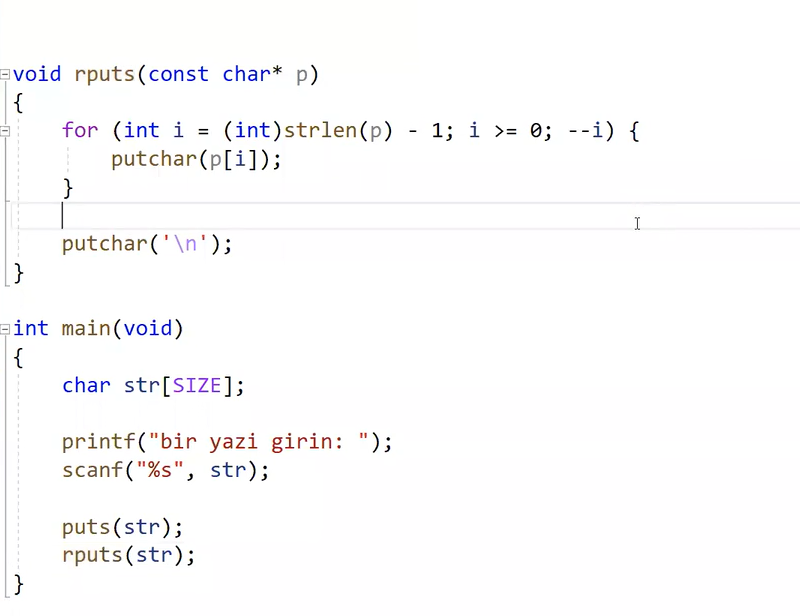 void rputs(const char* p)
{
    for (int i = (int)strlen(p) - 1; i >= 0; --i) {
        putchar(p[i]);
    }
    putchar('\n');
}
int main(void)
{
    char str[SIZE];
    printf("bir yazi girin: ");
    scanf("%s", str);
    puts(str);
    rputs(str);
}